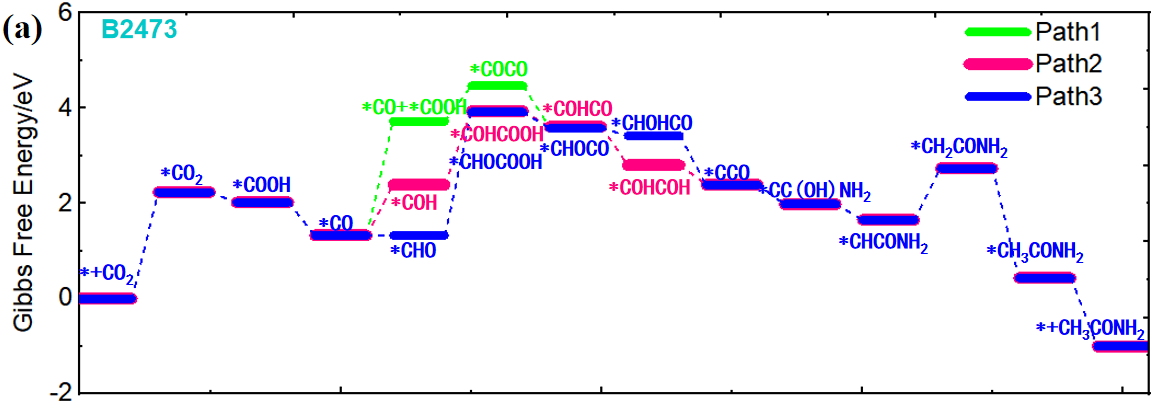 (a)
B2473
Gibbs Free Energy/eV
6
4
2
0
-2
Path1
Path2
Path3
*+CO₂
*CO₂
*COOH
*CO
*CO+*COOH
*COH
*CHO
*COCO
*COHCOOH
*CHOCOOH
*COHCO
*CHOCO
*CHOHCO
*COHCOH
*CCO
*CC(OH)NH₂
*CHCONH₂
*CH₂CONH₂
*CH₃CONH₂
*+CH₃CONH₂